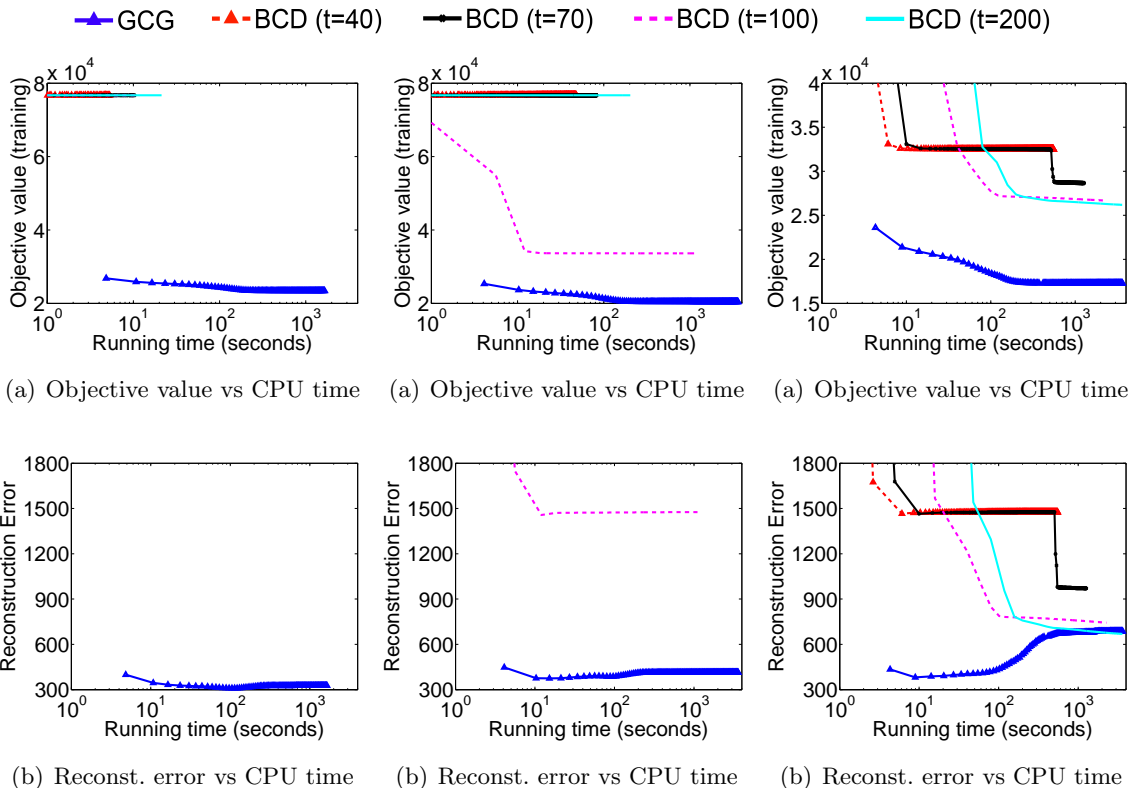 GCG BCD (t=40) BCD (t=70) BCD (t=100) BCD (t=200)
x 10^4
8
6
4
2
Objective value (training)
10^0 10^1 10^2 10^3
Running time (seconds)
(a) Objective value vs CPU time
x 10^4
8
6
4
2
Objective value (training)
10^0 10^1 10^2 10^3
Running time (seconds)
(a) Objective value vs CPU time
x 10^4
4
3.5
3
2.5
2
1.5
Objective value (training)
10^0 10^1 10^2 10^3
Running time (seconds)
(a) Objective value vs CPU time
1800
1500
1200
900
600
300
Reconstruction Error
10^0 10^1 10^2 10^3
Running time (seconds)
(b) Reconst. error vs CPU time
1800
1500
1200
900
600
300
Reconstruction Error
10^0 10^1 10^2 10^3
Running time (seconds)
(b) Reconst. error vs CPU time
1800
1500
1200
900
600
300
Reconstruction Error
10^0 10^1 10^2 10^3
Running time (seconds)
(b) Reconst. error vs CPU time